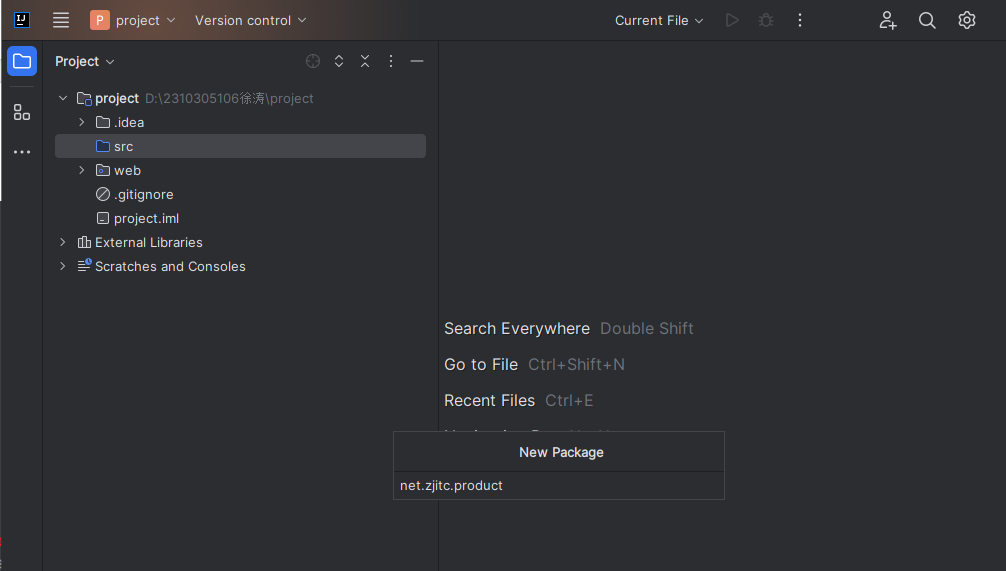 P project Version control Current File
Project
project D:\2310305106徐涛\project
.idea
src
web
.gitignore
project.iml
External Libraries
Scratches and Consoles
Search Everywhere Double Shift
Go to File Ctrl+Shift+N
Recent Files Ctrl+E
New Package
net.zjitc.product